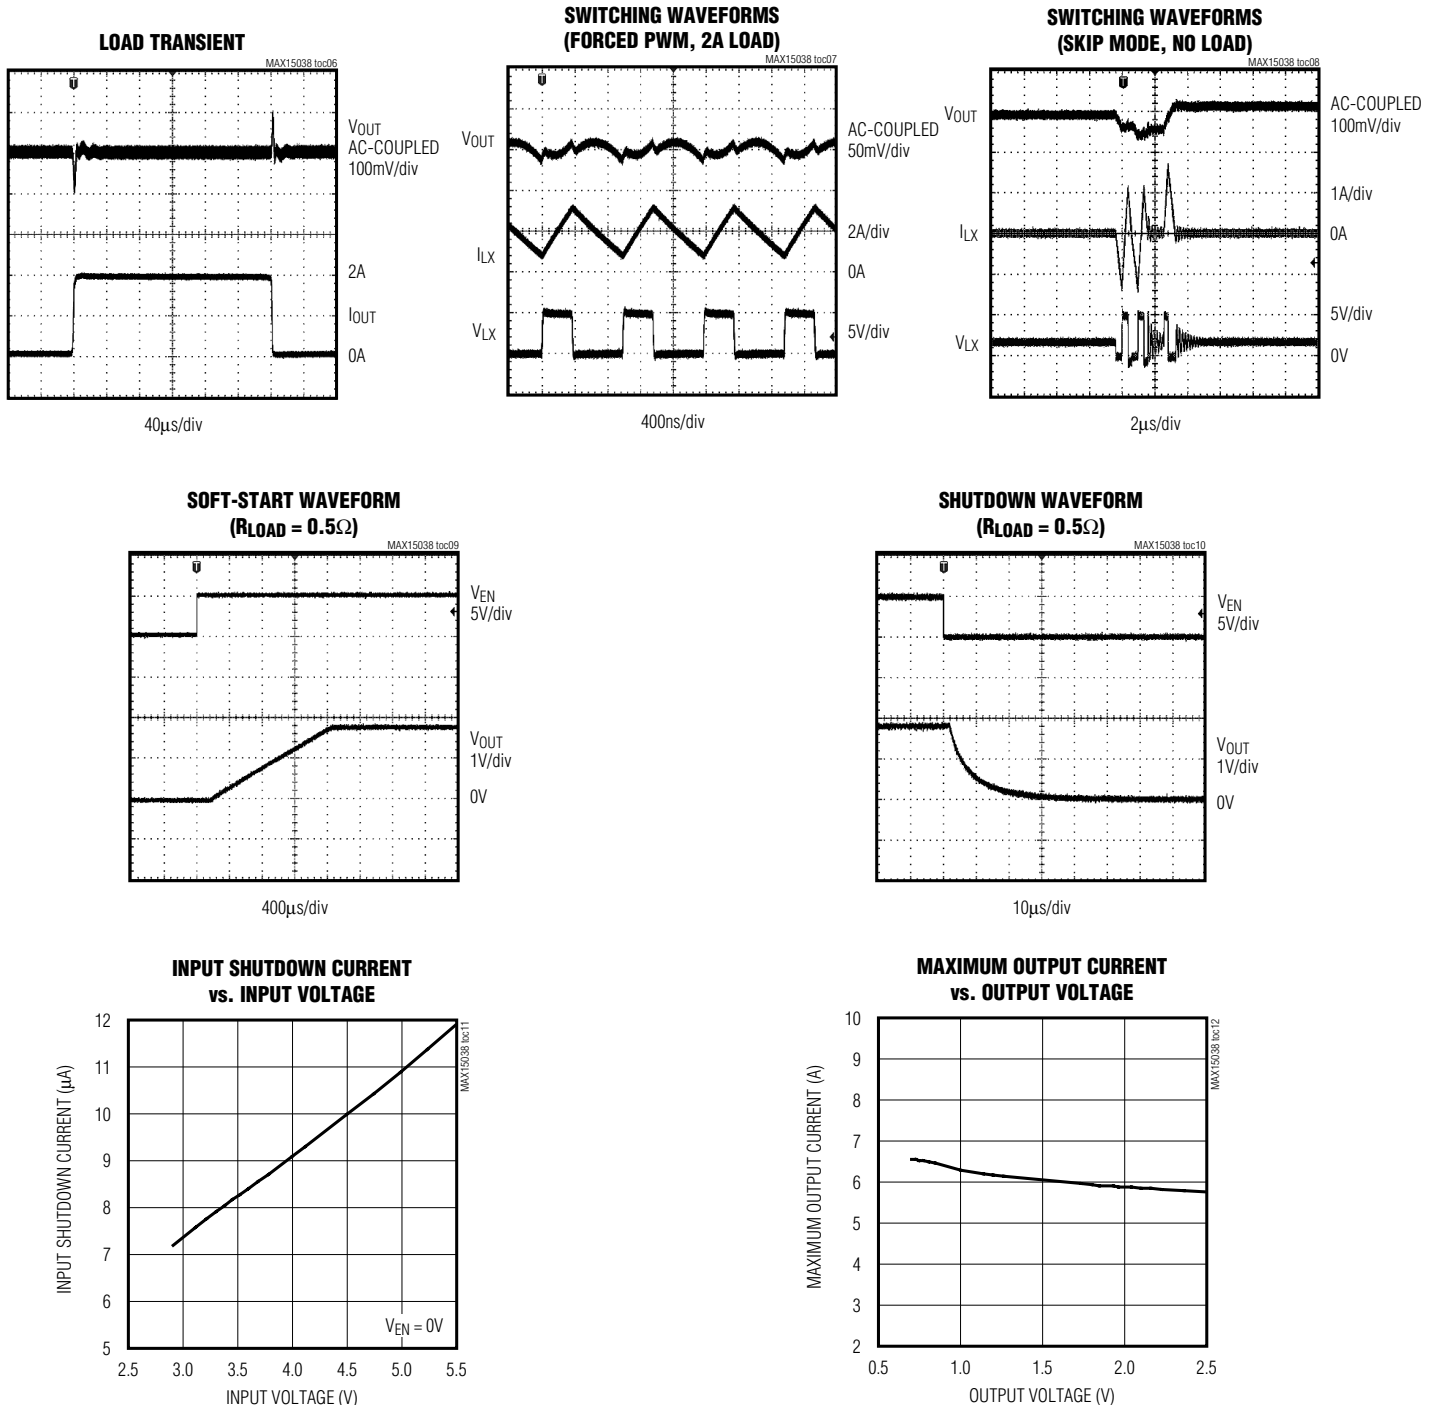 LOAD TRANSIENT
MAX15038 toc06
T
VOUT
AC-COUPLED
100mV/div
2A
IOUT
0A
40μs/div
SWITCHING WAVEFORMS
(FORCED PWM, 2A LOAD)
MAX15038 toc07
T
VOUT
AC-COUPLED
50mV/div
ILX
2A/div
0A
VLX
5V/div
400ns/div
SWITCHING WAVEFORMS
(SKIP MODE, NO LOAD)
MAX15038 toc08
T
VOUT
AC-COUPLED
100mV/div
1A/div
ILX
0A
5V/div
VLX
0V
2μs/div
SOFT-START WAVEFORM
(RLOAD = 0.5Ω)
MAX15038 toc09
T
VEN
5V/div
VOUT
1V/div
0V
400μs/div
SHUTDOWN WAVEFORM
(RLOAD = 0.5Ω)
MAX15038 toc10
T
VEN
5V/div
VOUT
1V/div
0V
10μs/div
INPUT SHUTDOWN CURRENT
vs. INPUT VOLTAGE
MAX15038 toc11
INPUT SHUTDOWN CURRENT (μA)
12
11
10
9
8
7
6
5
VEN = 0V
2.5 3.0 3.5 4.0 4.5 5.0 5.5
INPUT VOLTAGE (V)
MAXIMUM OUTPUT CURRENT
vs. OUTPUT VOLTAGE
MAX15038 toc12
MAXIMUM OUTPUT CURRENT (A)
10
9
8
7
6
5
4
3
2
0.5 1.0 1.5 2.0 2.5
OUTPUT VOLTAGE (V)